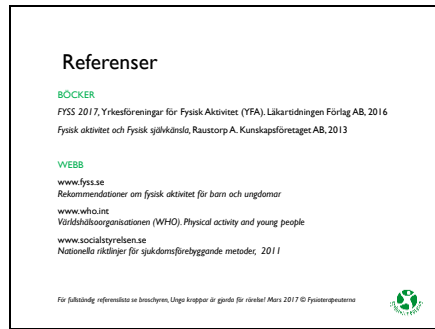 Referenser
BÖCKER
FYSS 2017, Yrkesföreningar för Fysisk Aktivitet (YFA). Läkartidningen Förlag AB, 2016
Fysisk aktivitet och Fysisk självkänsla, Raustorp A. Kunskapsföretaget AB, 2013
WEBB
www.fyss.se
Rekommendationer om fysisk aktivitet för barn och ungdomar
www.who.int
Världshälsoorganisationen (WHO). Physical activity and young people
www.socialstyrelsen.se
Nationella riktlinjer för sjukdomsförebyggande metoder, 2011
För fullständig referenslista se broschyren, Unga kroppar är gjorda för rörelse! Mars 2017 © Fysioterapeuterna